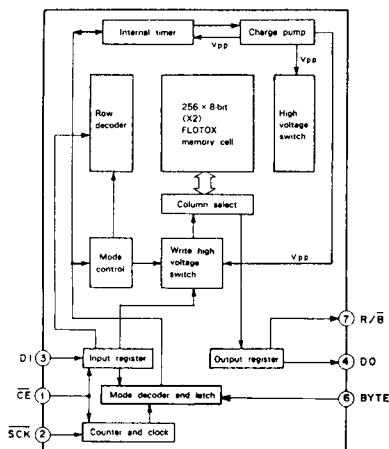 Internal timer
Charge pump
Vpp
Vpp
Row
decoder
256 × 8-bit
(X2)
FLOTOX
memory cell
High
voltage
switch
Column select
Mode
control
Write high
voltage
switch
Vpp
7 R/B̅
DI 3
Input register
Output register
4 DO
C̅E̅ 1
Mode decoder and latch
6 BYTE
S̅C̅K̅ 2
Counter and clock